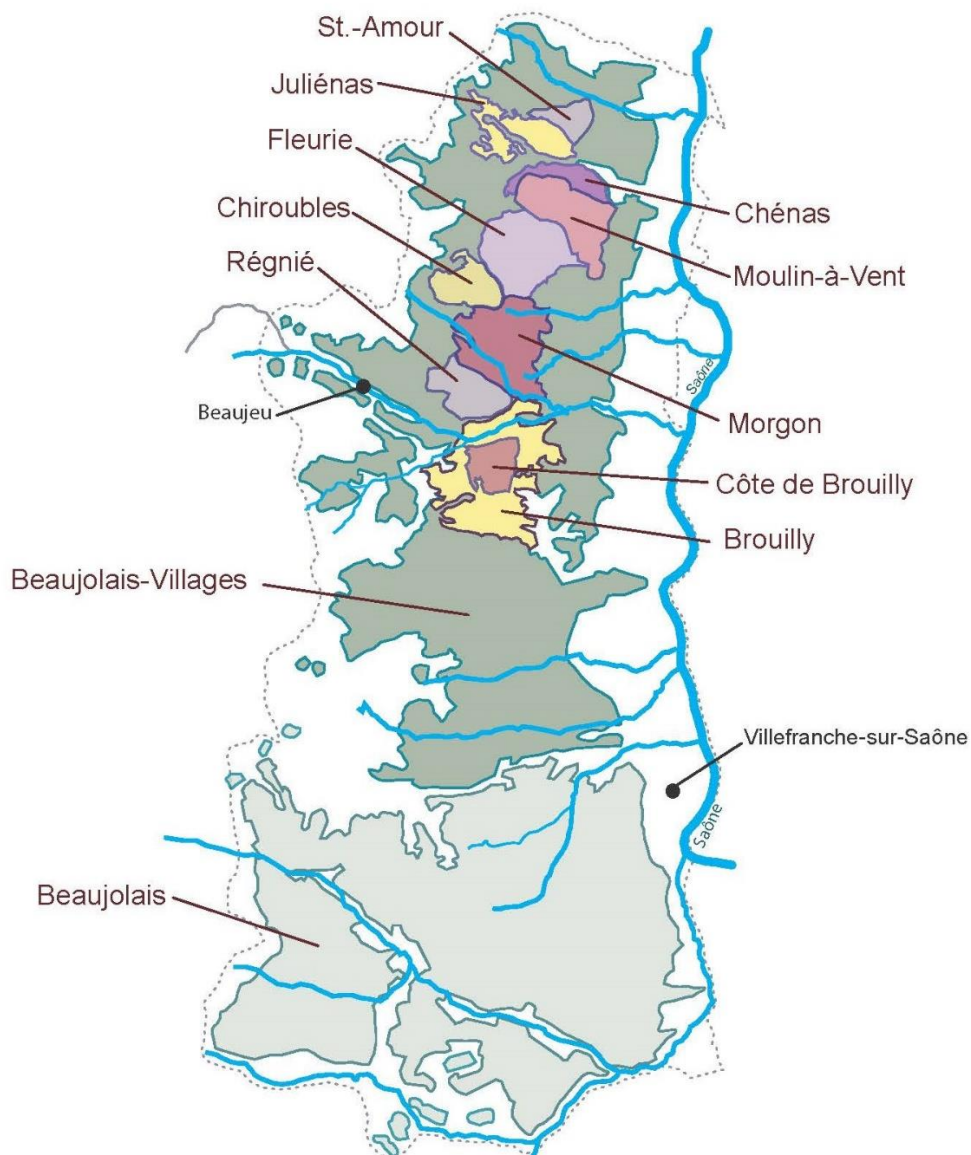 St.-Amour
Juliénas
Fleurie
Chiroubles
Régnié
Chénas
Moulin-à-Vent
Saône
Beaujeu
Morgon
Côte de Brouilly
Brouilly
Beaujolais-Villages
Villefranche-sur-Saône
Saône
Beaujolais